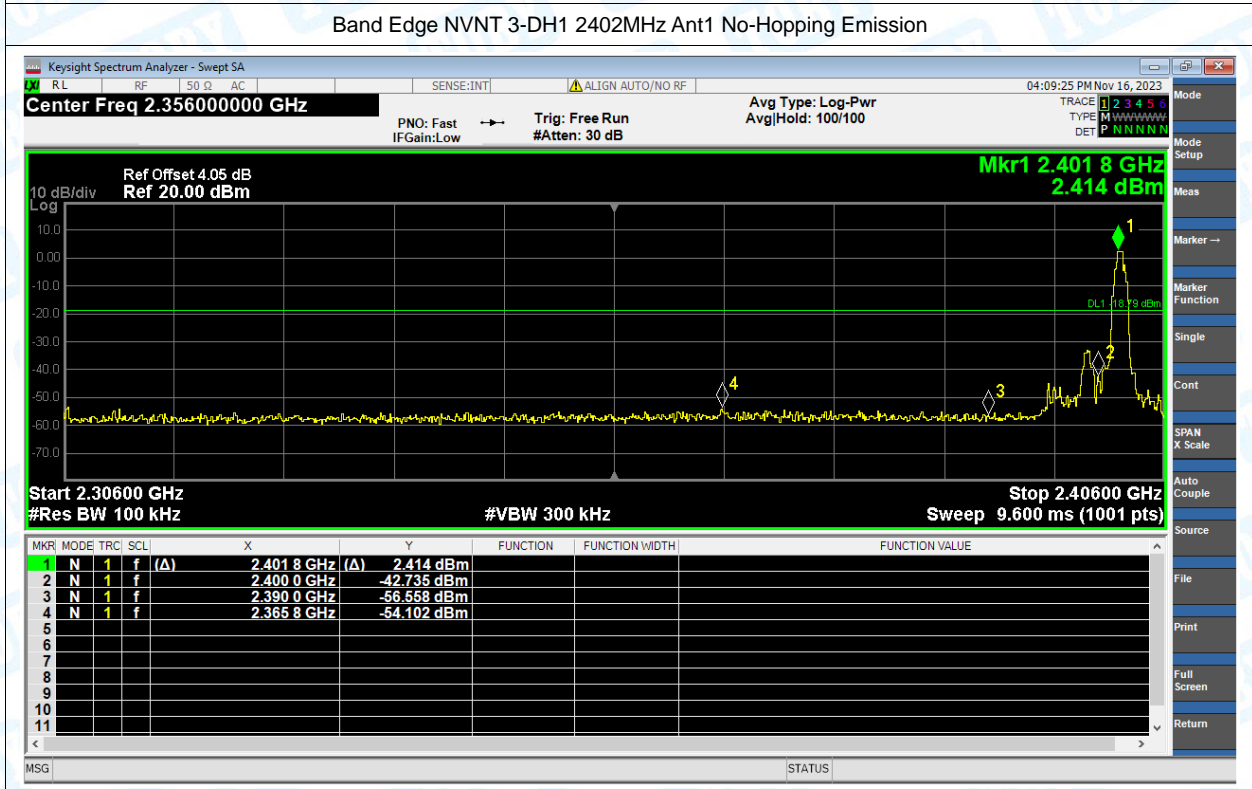 Band Edge NVNT 3-DH1 2402MHz Ant1 No-Hopping Emission
Keysight Spectrum Analyzer - Swept SA
LXI RL RF 50 Ω AC SENSE:INT ALIGN AUTO/NO RF 04:09:25 PM Nov 16, 2023
Center Freq 2.356000000 GHz
PNO: Fast
IFGain:Low
Trig: Free Run
#Atten: 30 dB
Avg Type: Log-Pwr
Avg|Hold: 100/100
TRACE 1 2 3 4 5 6
TYPE M W W W W W
DET P N N N N N
Ref Offset 4.05 dB
10 dB/div Ref 20.00 dBm
Log
Mkr1 2.401 8 GHz
2.414 dBm
10.0
0.00
-10.0
-20.0
-30.0
-40.0
-50.0
-60.0
-70.0
1
DL1 -18.79 dBm
2
4
3
Start 2.30600 GHz Stop 2.40600 GHz
#Res BW 100 kHz #VBW 300 kHz Sweep 9.600 ms (1001 pts)
MKR MODE TRC SCL X Y FUNCTION FUNCTION WIDTH FUNCTION VALUE
1 N 1 f (Δ) 2.401 8 GHz (Δ) 2.414 dBm
2 N 1 f 2.400 0 GHz -42.735 dBm
3 N 1 f 2.390 0 GHz -56.558 dBm
4 N 1 f 2.365 8 GHz -54.102 dBm
5
6
7
8
9
10
11
MSG STATUS
Mode
Mode
Setup
Meas
Marker→
Marker
Function
Single
Cont
SPAN
X Scale
Auto
Couple
Source
File
Print
Full
Screen
Return